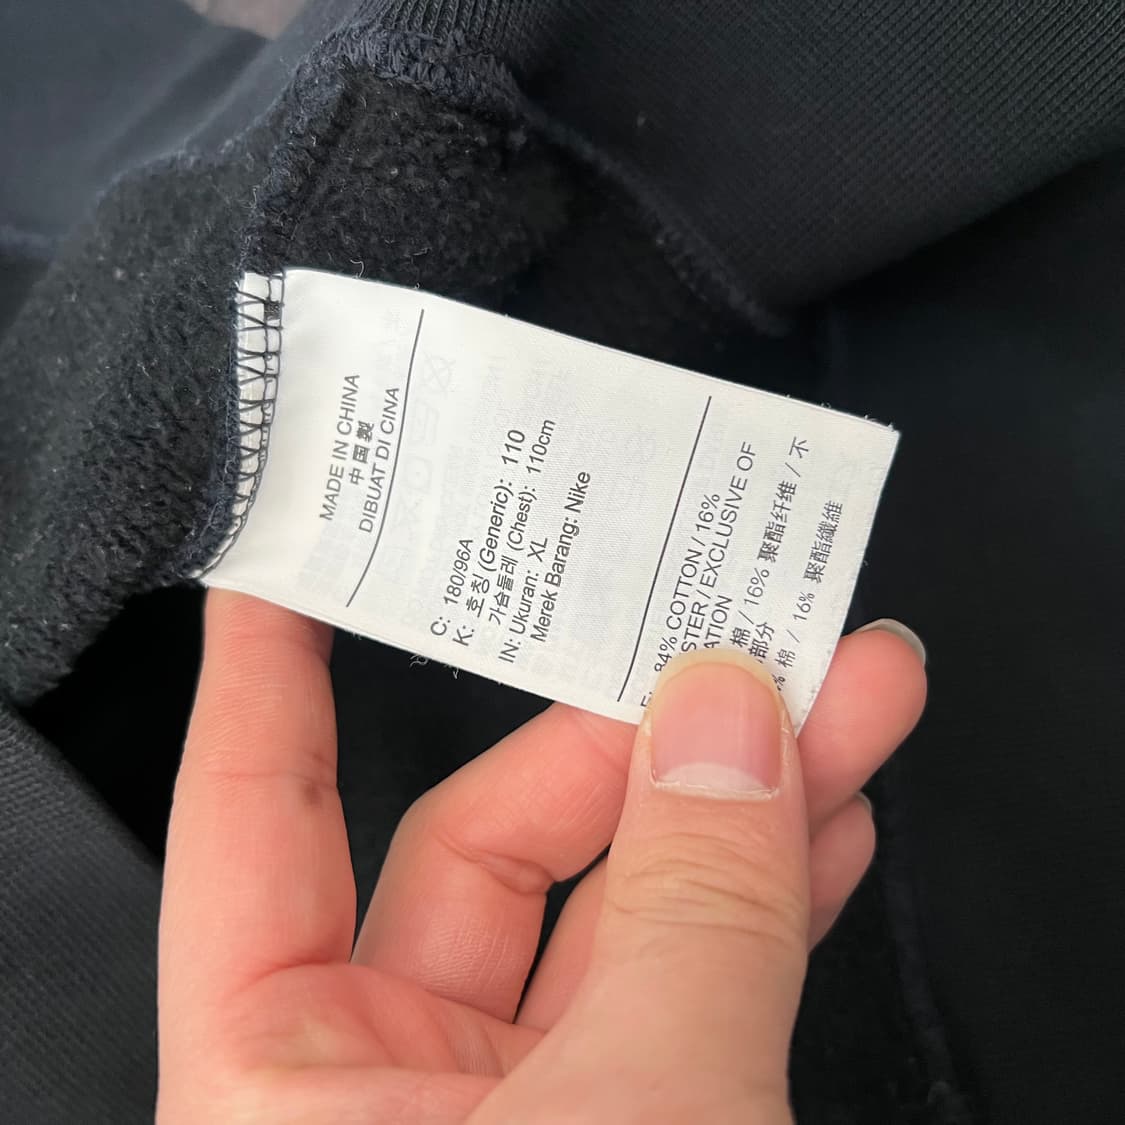 MADE IN CHINA
中国製
DIBUAT DI CINA
C: 180/96A
K: 호칭 (Generic): 110
가슴둘레 (Chest): 110cm
IN: Ukuran: XL
Merek Barang: Nike
84% COTTON / 16%
STER / EXCLUSIVE OF
ATION
棉 / 16% 聚酯纤维 / 不
部分
% 棉 / 16% 聚酯纖維